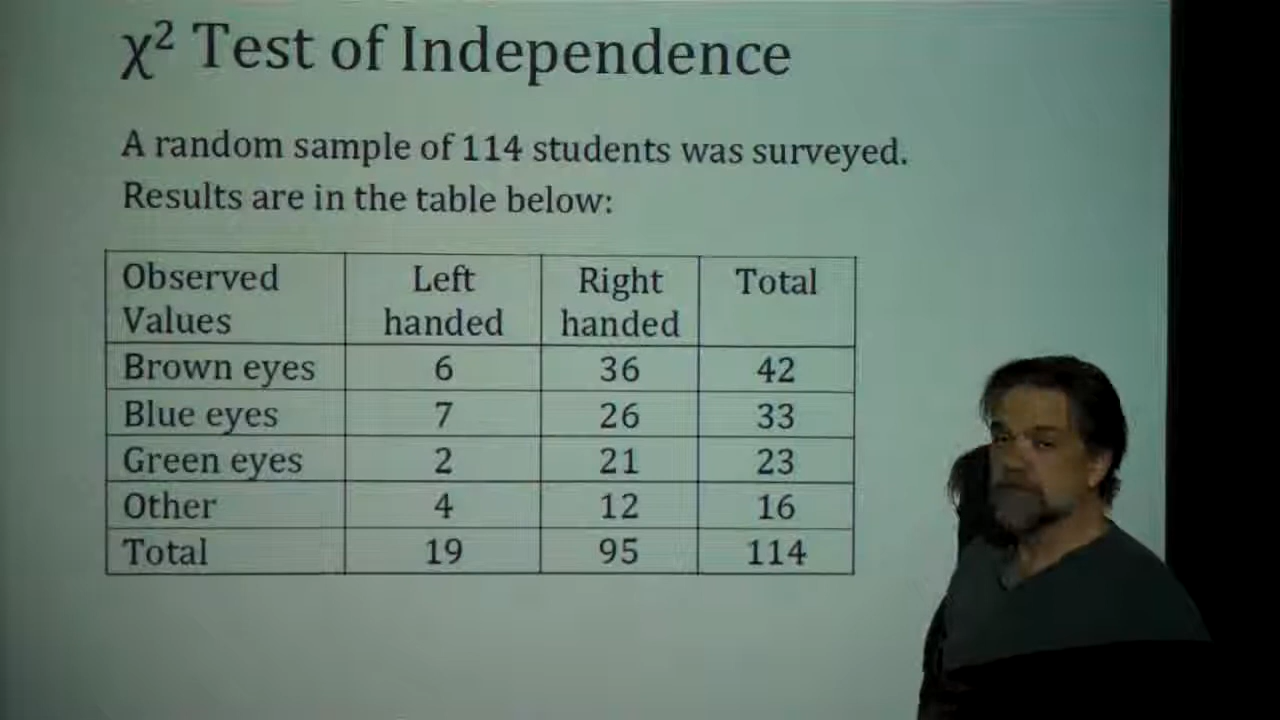 χ² Test of Independence
A random sample of 114 students was surveyed.
Results are in the table below:
Observed Values Left handed Right handed Total
Brown eyes 6 36 42
Blue eyes 7 26 33
Green eyes 2 21 23
Other 4 12 16
Total 19 95 114